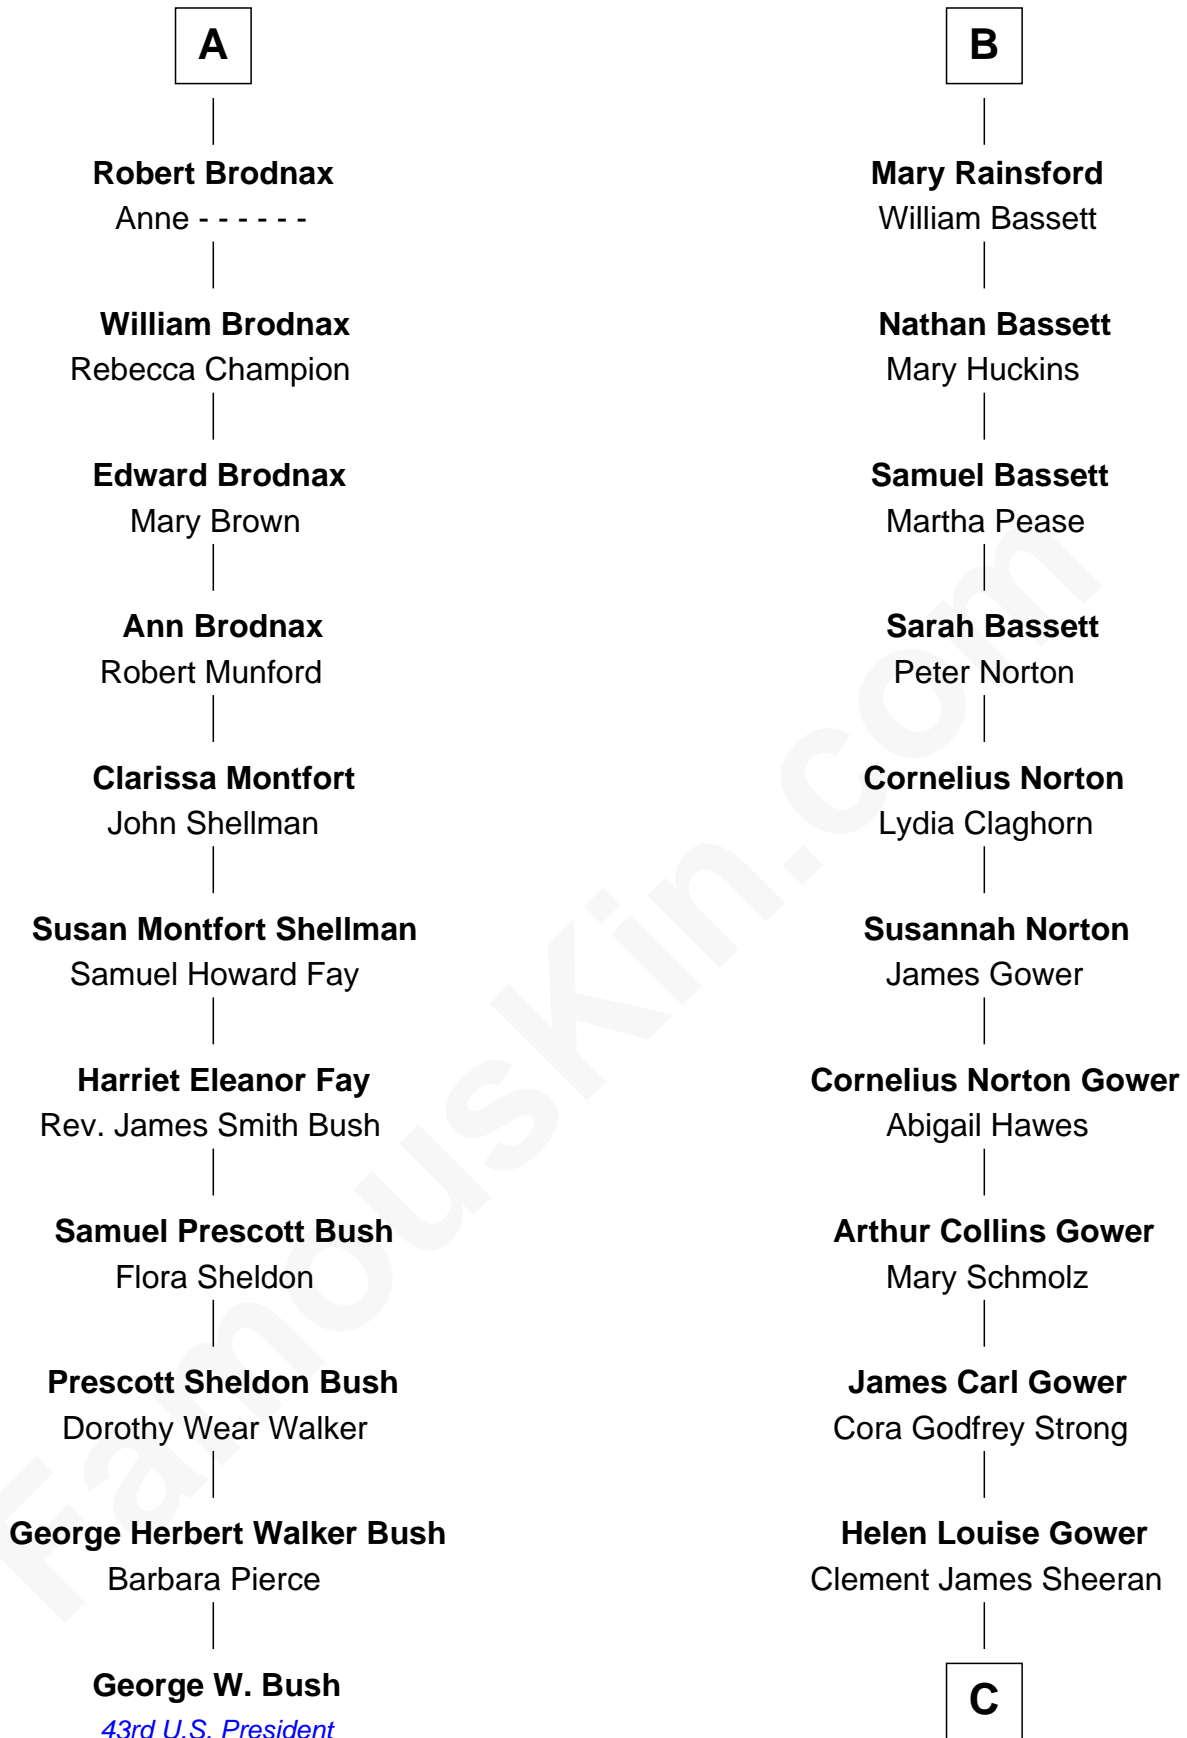 A
Robert Brodnax
Anne - - - - - -
William Brodnax
Rebecca Champion
Edward Brodnax
Mary Brown
Ann Brodnax
Robert Munford
Clarissa Montfort
John Shellman
Susan Montfort Shellman
Samuel Howard Fay
Harriet Eleanor Fay
Rev. James Smith Bush
Samuel Prescott Bush
Flora Sheldon
Prescott Sheldon Bush
Dorothy Wear Walker
George Herbert Walker Bush
Barbara Pierce
George W. Bush
43rd U.S. President
B
Mary Rainsford
William Bassett
Nathan Bassett
Mary Huckins
Samuel Bassett
Martha Pease
Sarah Bassett
Peter Norton
Cornelius Norton
Lydia Claghorn
Susannah Norton
James Gower
Cornelius Norton Gower
Abigail Hawes
Arthur Collins Gower
Mary Schmolz
James Carl Gower
Cora Godfrey Strong
Helen Louise Gower
Clement James Sheeran
C
FamousKin.com